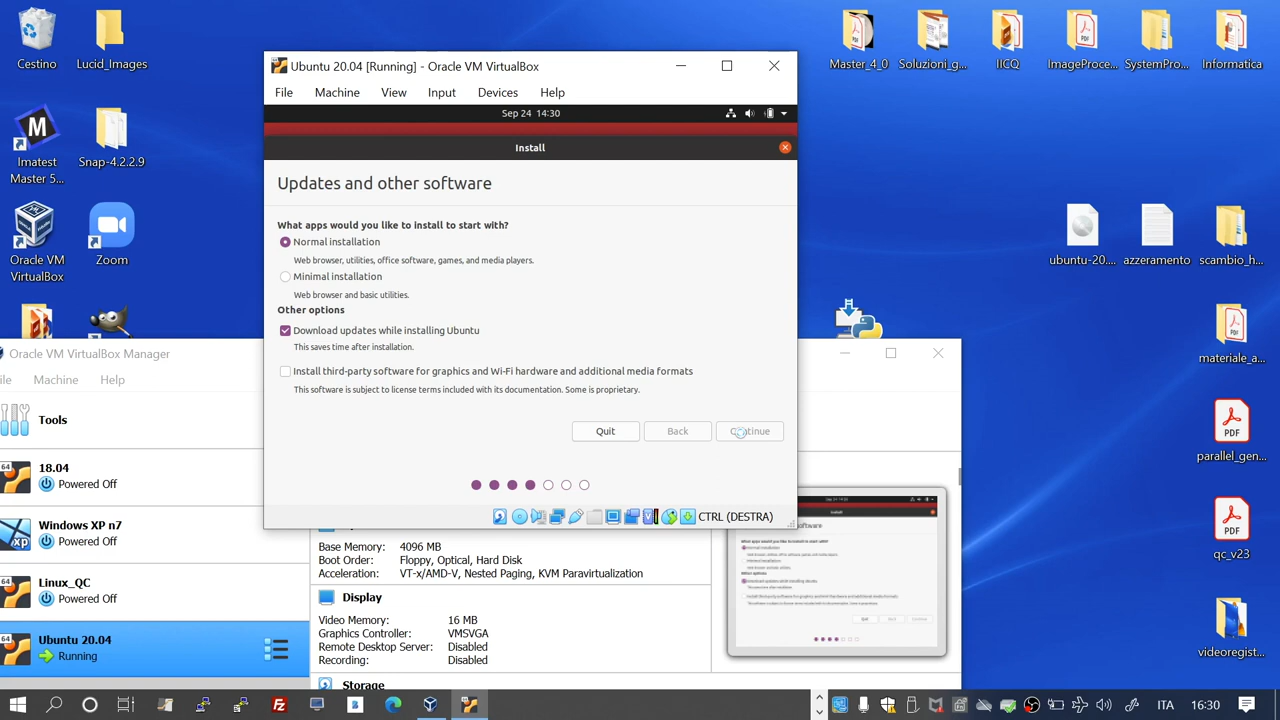 Cestino
Lucid_Images
Imatest
Master 5...
Snap-4.2.2.9
Oracle VM
VirtualBox
Zoom
Master_4_0
Soluzioni_g...
IICQ
ImageProce...
SystemPro...
Informatica
ubuntu-20....
azzeramento
scambio_h...
materiale_a...
PDF
parallel_gen...
ne_v23
videoregist...
Ubuntu 20.04 [Running] - Oracle VM VirtualBox
File Machine View Input Devices Help
Sep 24 14:30
Install
Updates and other software
What apps would you like to install to start with?
Normal installation
Web browser, utilities, office software, games, and media players.
Minimal installation
Web browser and basic utilities.
Other options
Download updates while installing Ubuntu
This saves time after installation.
Install third-party software for graphics and Wi-Fi hardware and additional media formats
This software is subject to license terms included with its documentation. Some is proprietary.
Quit Back Continue
CTRL (DESTRA)
Oracle VM VirtualBox Manager
ile Machine Help
Tools
64 18.04
Powered Off
Windows XP n7
Powered Off
64
64 Ubuntu 20.04
Running
Base Memory: 4096 MB
Boot Order: Floppy, Optical, Hard Disk
Acceleration: VT-x/AMD-V, Nested Paging, KVM Paravirtualization
Display
Video Memory: 16 MB
Graphics Controller: VMSVGA
Remote Desktop Server: Disabled
Recording: Disabled
Storage
ITA 16:30